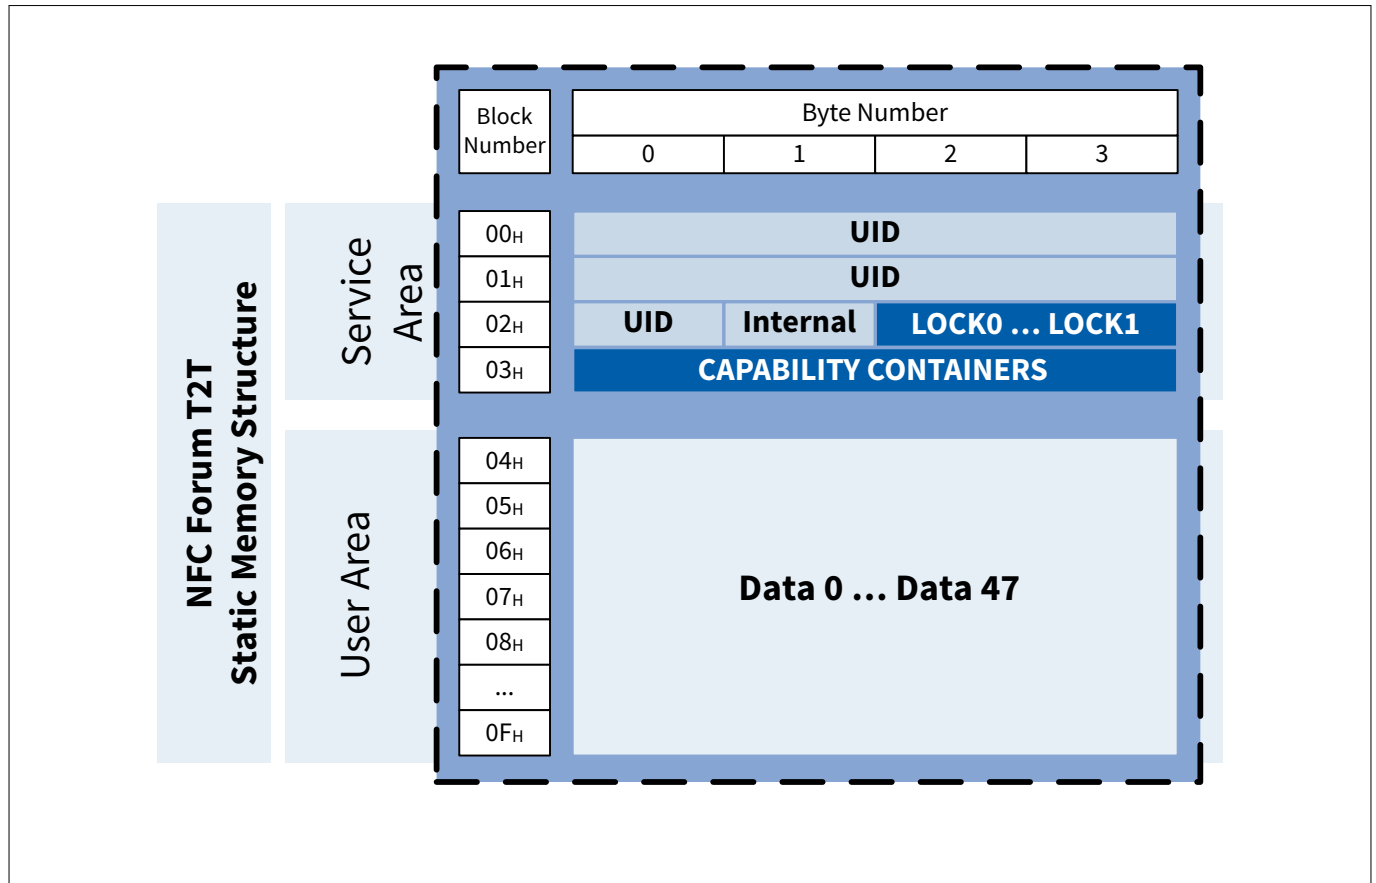 Block
Number
Byte Number
0 1 2 3
NFC Forum T2T
Static Memory Structure
Service
Area
00H UID
01H UID
02H UID Internal LOCK0 ... LOCK1
03H CAPABILITY CONTAINERS
User Area
04H
05H
06H
07H
08H
...
0FH
Data 0 ... Data 47